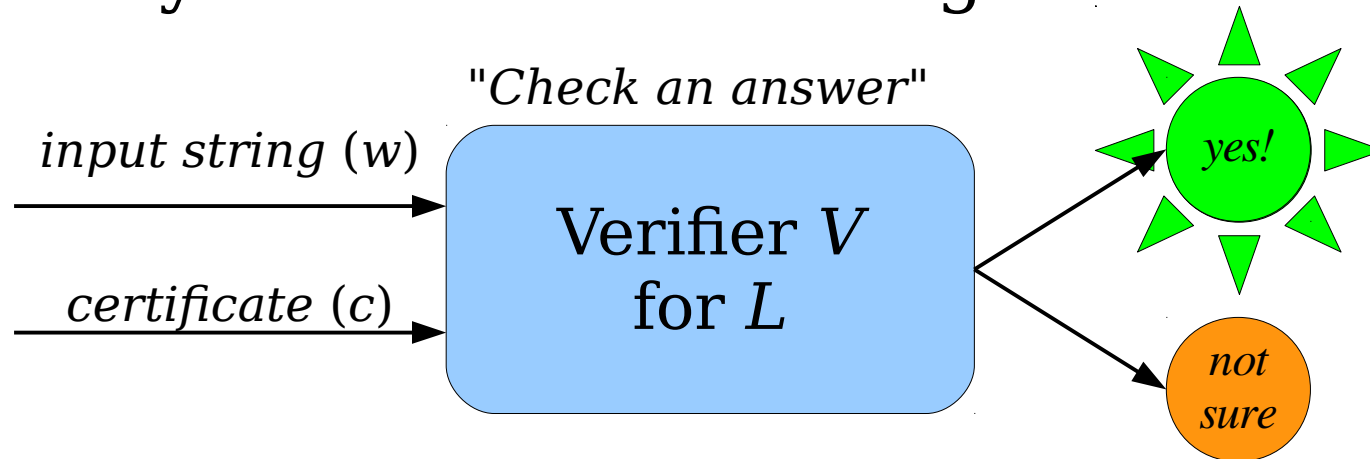 "Check an answer"
input string (w)
yes!
Verifier V
for L
certificate (c)
not
sure